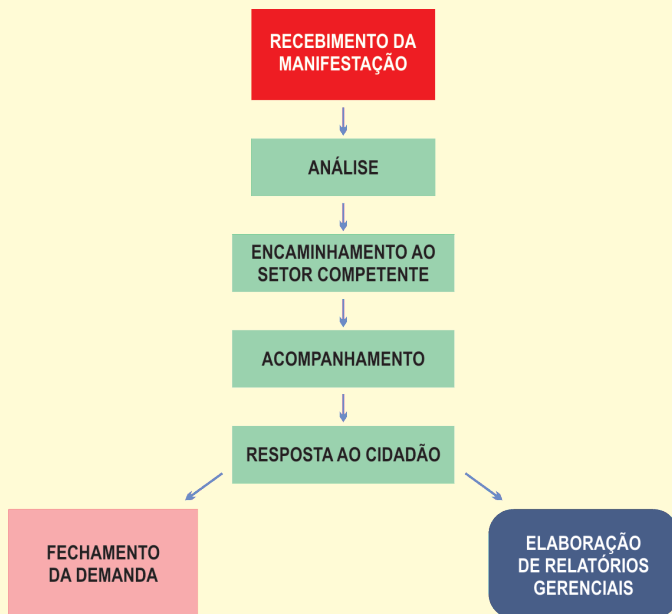 RECEBIMENTO DA
MANIFESTAÇÃO
ANÁLISE
ENCAMINHAMENTO AO
SETOR COMPETENTE
ACOMPANHAMENTO
RESPOSTA AO CIDADÃO
FECHAMENTO
DA DEMANDA
ELABORAÇÃO
DE RELATÓRIOS
GERENCIAIS